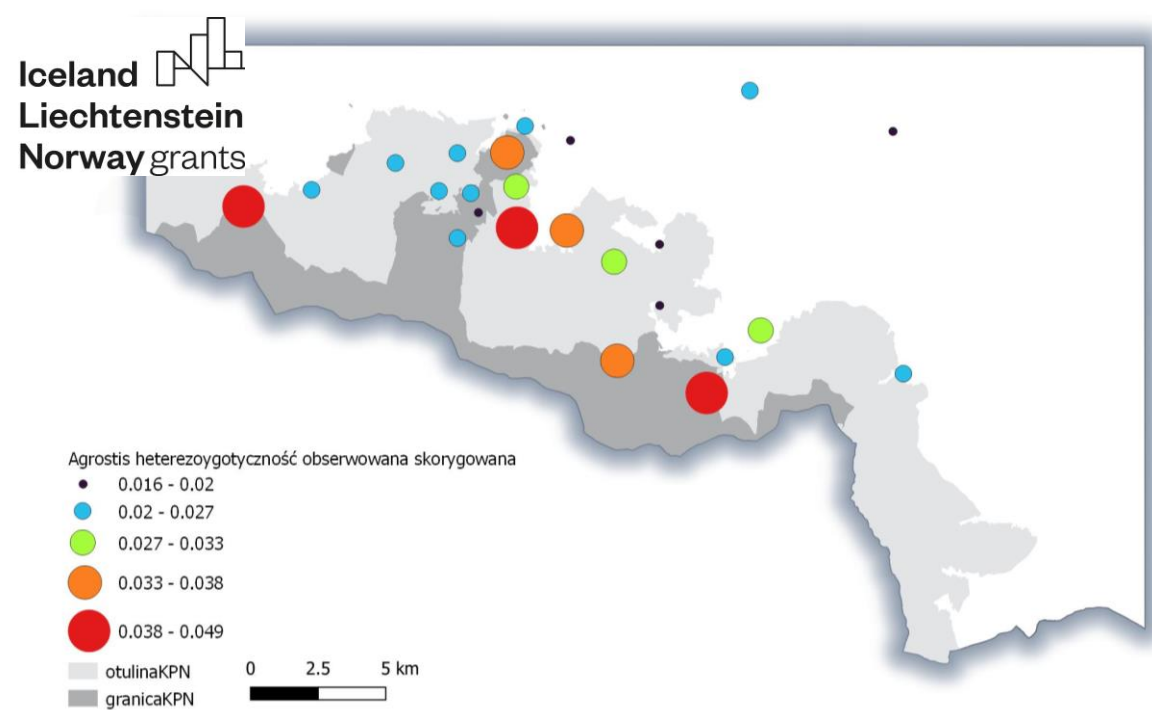 Iceland
Liechtenstein
Norway grants
Agrostis heterezoygotyczność obserwowana skorygowana
0.016 - 0.02
0.02 - 0.027
0.027 - 0.033
0.033 - 0.038
0.038 - 0.049
otulinaKPN
granicaKPN
0 2.5 5 km